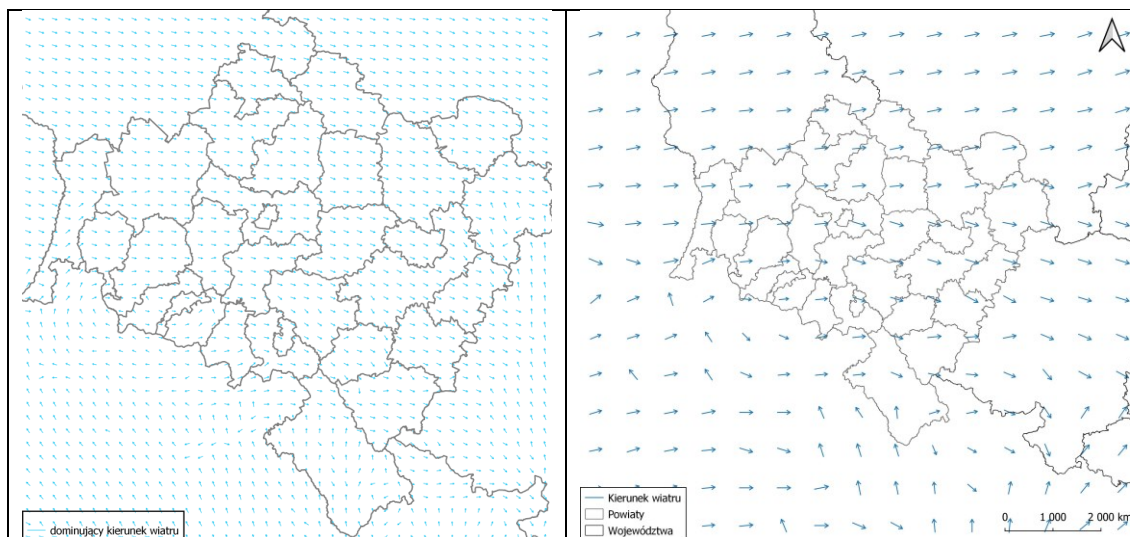 dominujący kierunek wiatru
Kierunek wiatru
Powiaty
Województwa
0 1 000 2 000 km